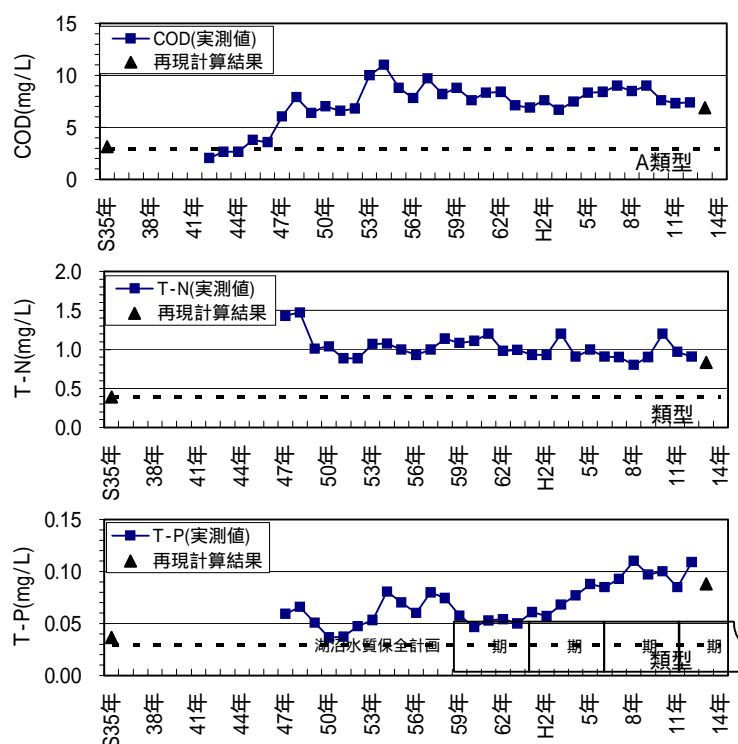 15
10
5
0
COD(mg/L)
COD(実測値)
再現計算結果
A類型
S35年 38年 41年 44年 47年 50年 53年 56年 59年 62年 H2年 5年 8年 11年 14年
2.0
1.5
1.0
0.5
0.0
T-N(mg/L)
T-N(実測値)
再現計算結果
類型
S35年 38年 41年 44年 47年 50年 53年 56年 59年 62年 H2年 5年 8年 11年 14年
0.15
0.10
0.05
0.00
T-P(mg/L)
T-P(実測値)
再現計算結果
湖沼水質保全計画 期 期 期 期
類型
S35年 38年 41年 44年 47年 50年 53年 56年 59年 62年 H2年 5年 8年 11年 14年